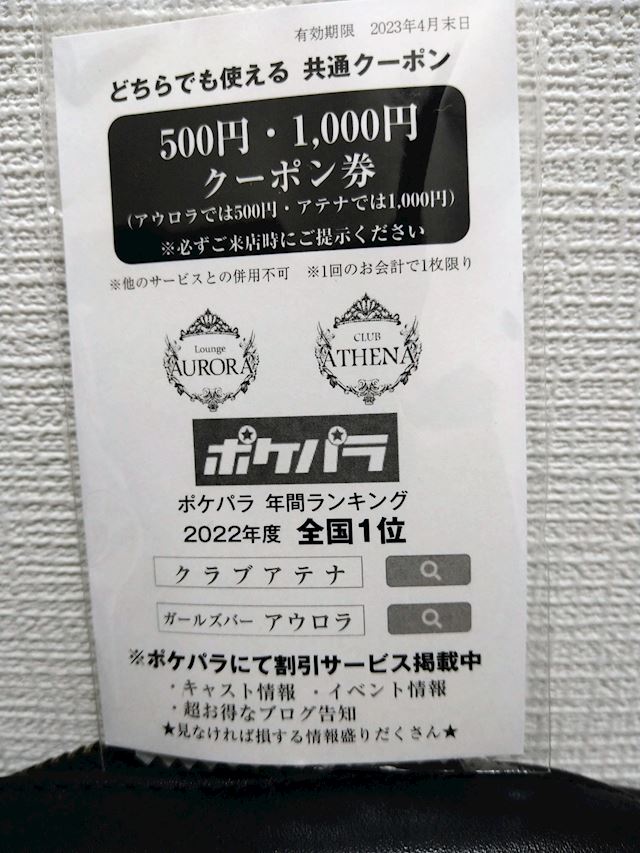 有効期限 2023年4月末日
どちらでも使える 共通クーポン
500円・1,000円
クーポン券
(アウロラでは500円・アテナでは1,000円)
※必ずご来店時にご提示ください
※他のサービスとの併用不可 ※1回のお会計で1枚限り
Lounge
AURORA
CLUB
ATHENA
ポケパラ
ポケパラ 年間ランキング
2022年度 全国1位
クラブアテナ
ガールズバー アウロラ
※ポケパラにて割引サービス掲載中
・キャスト情報 ・イベント情報
・超お得なブログ告知
★見なければ損する情報盛りだくさん★